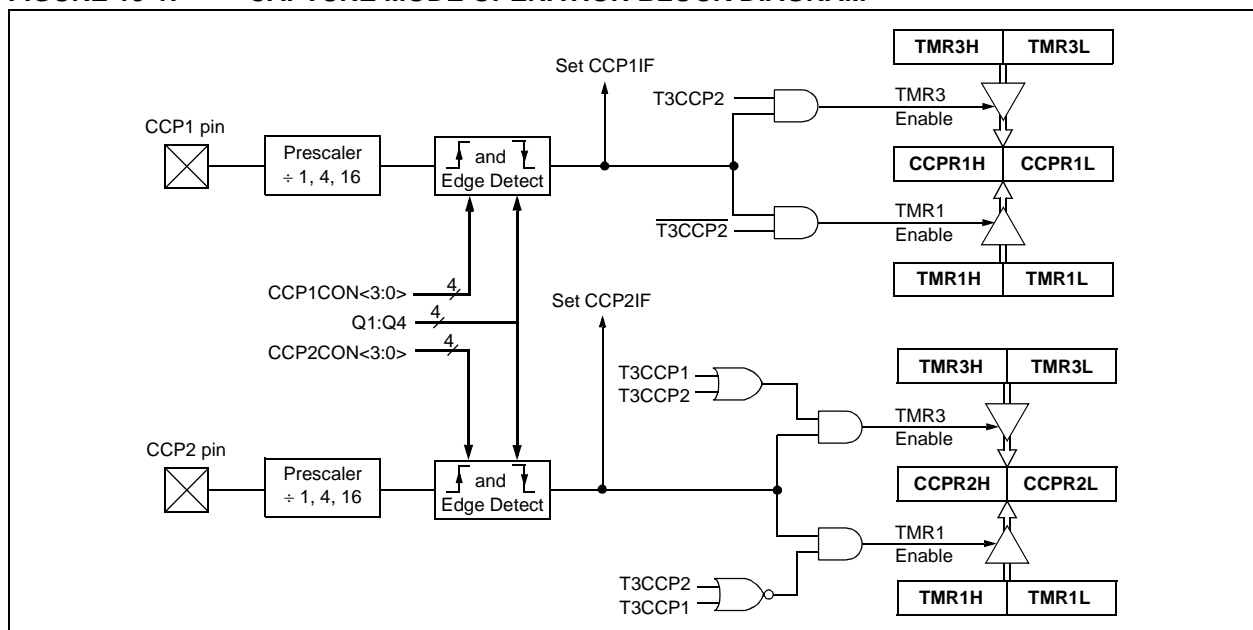 FIGURE CAPTURE MODE OPERATION BLOCK DIAGRAM
TMR3H TMR3L
Set CCP1IF
T3CCP2
TMR3
Enable
CCP1 pin
Prescaler
÷ 1, 4, 16
and
Edge Detect
CCPR1H CCPR1L
TMR1
Enable
T3CCP2
TMR1H TMR1L
CCP1CON<3:0> 4
Q1:Q4 4
CCP2CON<3:0> 4
Set CCP2IF
TMR3H TMR3L
T3CCP1
T3CCP2
TMR3
Enable
CCP2 pin
Prescaler
÷ 1, 4, 16
and
Edge Detect
CCPR2H CCPR2L
TMR1
Enable
T3CCP2
T3CCP1
TMR1H TMR1L